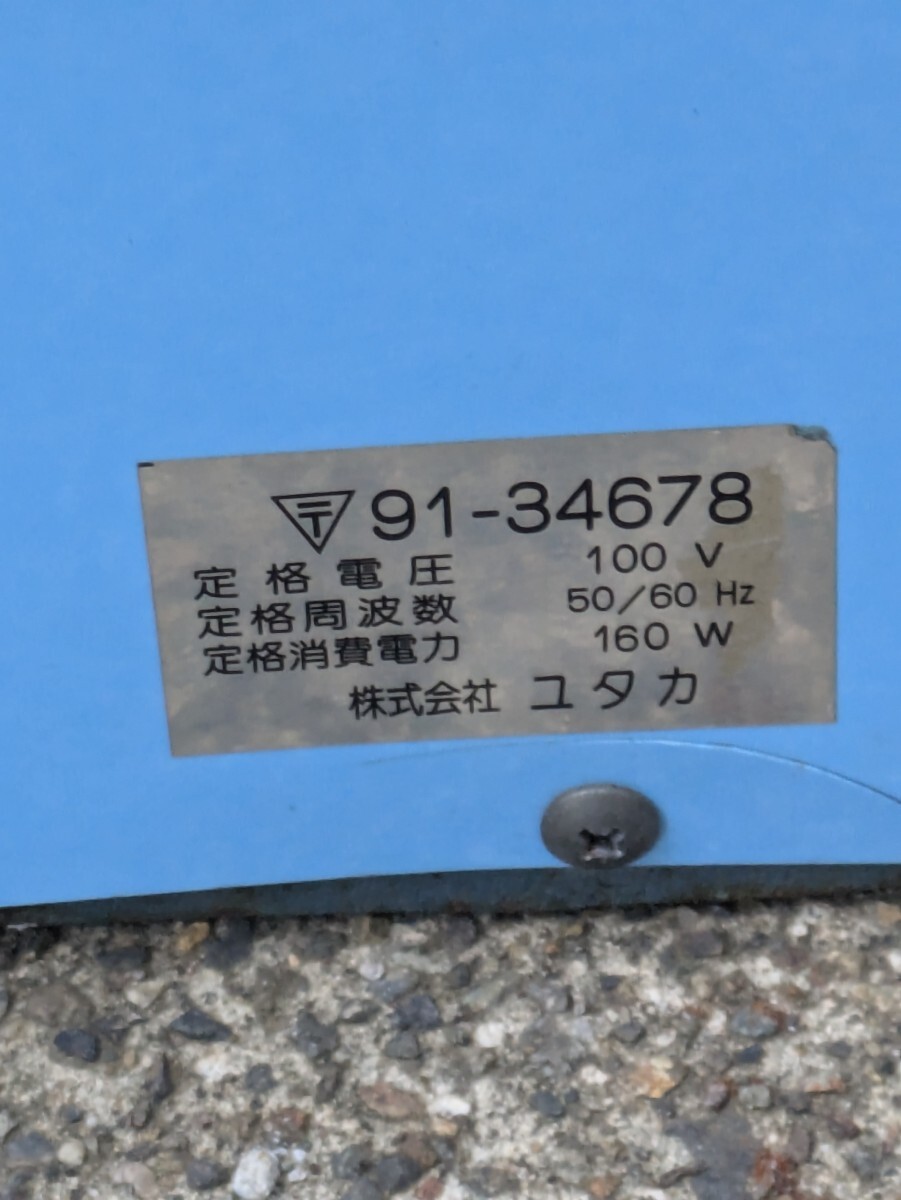 〒91-34678
定格電圧 100 V
定格周波数 50/60 Hz
定格消費電力 160 W
株式会社 ユタカ